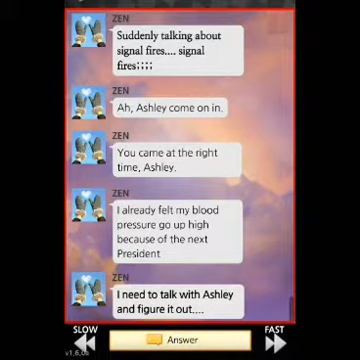 ZEN
Suddenly talking about
signal fires.... signal
fires;;;;
ZEN
Ah, Ashley come on in.
ZEN
You came at the right
time, Ashley.
ZEN
I already felt my blood
pressure go up high
because of the next
President
ZEN
I need to talk with Ashley
and figure it out....
SLOW
Answer
FAST